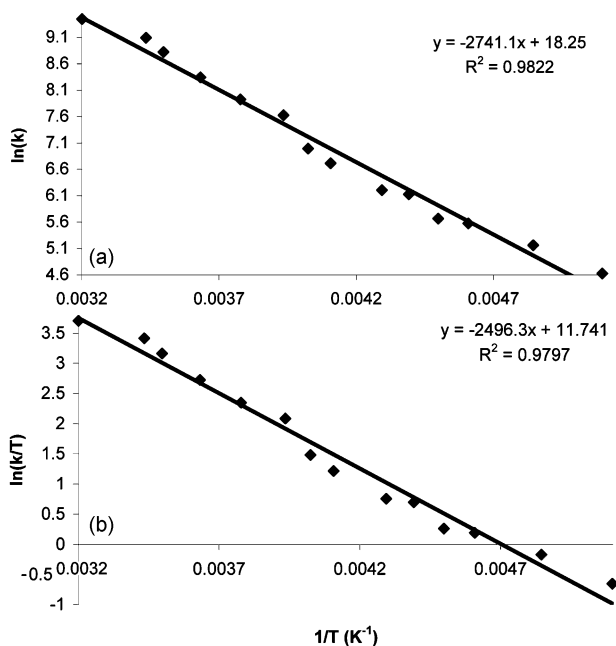 y = -2741.1x + 18.25
R² = 0.9822
9.1
8.6
8.1
7.6
7.1
6.6
6.1
5.6
5.1
4.6
ln(k)
(a)
0.0032 0.0037 0.0042 0.0047
y = -2496.3x + 11.741
R² = 0.9797
3.5
3
2.5
2
1.5
1
0.5
0
-0.5
-1
ln(k/T)
(b)
0.0032 0.0037 0.0042 0.0047
1/T (K⁻¹)